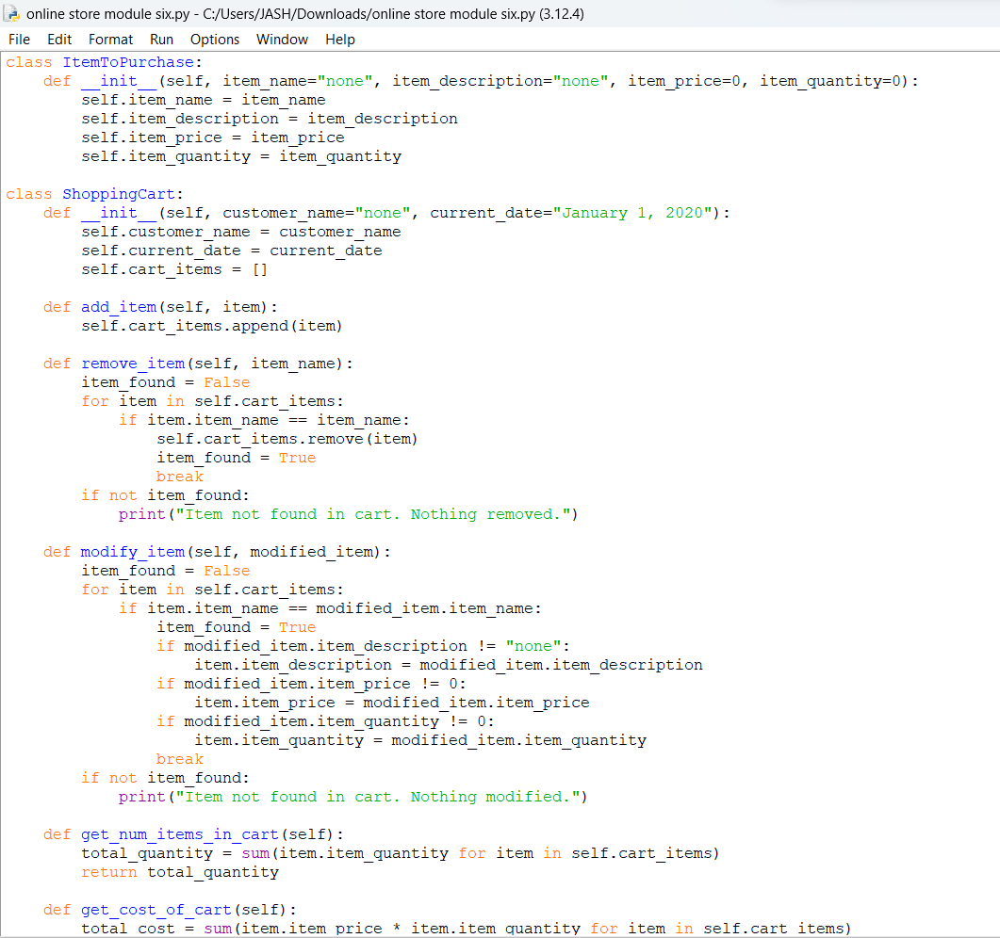 online store module six.py - C:/Users/JASH/Downloads/online store module six.py (3.12.4)
File Edit Format Run Options Window Help
class ItemToPurchase:
    def __init__(self, item_name="none", item_description="none", item_price=0, item_quantity=0):
        self.item_name = item_name
        self.item_description = item_description
        self.item_price = item_price
        self.item_quantity = item_quantity

class ShoppingCart:
    def __init__(self, customer_name="none", current_date="January 1, 2020"):
        self.customer_name = customer_name
        self.current_date = current_date
        self.cart_items = []

    def add_item(self, item):
        self.cart_items.append(item)

    def remove_item(self, item_name):
        item_found = False
        for item in self.cart_items:
            if item.item_name == item_name:
                self.cart_items.remove(item)
                item_found = True
                break
        if not item_found:
            print("Item not found in cart. Nothing removed.")

    def modify_item(self, modified_item):
        item_found = False
        for item in self.cart_items:
            if item.item_name == modified_item.item_name:
                item_found = True
                if modified_item.item_description != "none":
                    item.item_description = modified_item.item_description
                if modified_item.item_price != 0:
                    item.item_price = modified_item.item_price
                if modified_item.item_quantity != 0:
                    item.item_quantity = modified_item.item_quantity
                break
        if not item_found:
            print("Item not found in cart. Nothing modified.")

    def get_num_items_in_cart(self):
        total_quantity = sum(item.item_quantity for item in self.cart_items)
        return total_quantity

    def get_cost_of_cart(self):
        total_cost = sum(item.item_price * item.item_quantity for item in self.cart_items)